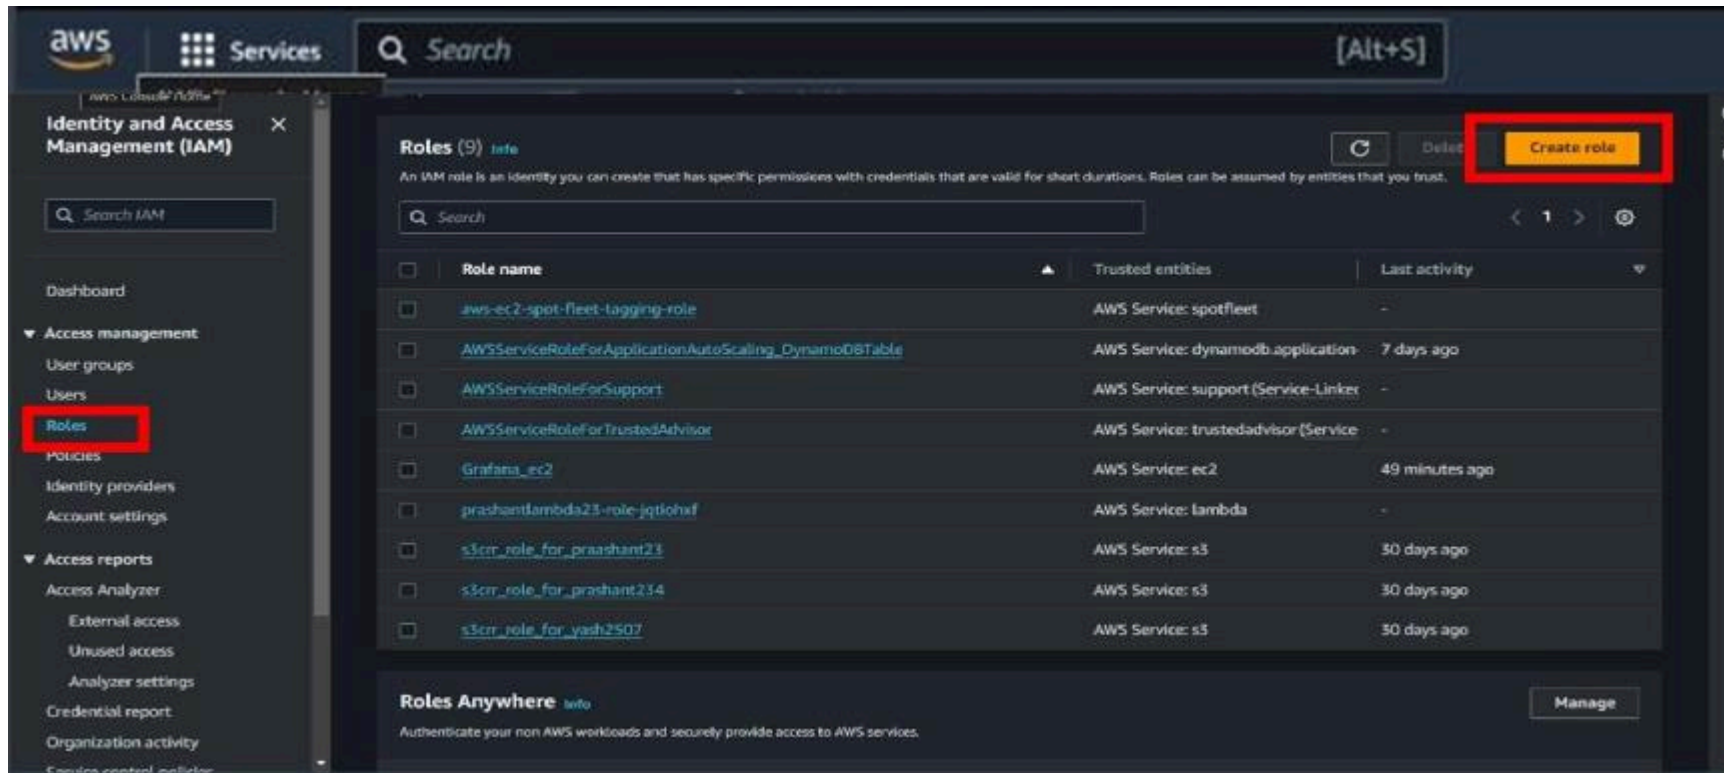 aws
Services
Search
[Alt+S]
AWS Console Home
Identity and Access
Management (IAM)
Search IAM
Dashboard
Access management
User groups
Users
Roles
Policies
Identity providers
Account settings
Access reports
Access Analyzer
External access
Unused access
Analyzer settings
Credential report
Organization activity
Service control policies
Roles (9) Info
Delet
Create role
An IAM role is an identity you can create that has specific permissions with credentials that are valid for short durations. Roles can be assumed by entities that you trust.
Search
1
Role name Trusted entities Last activity
aws-ec2-spot-fleet-tagging-role AWS Service: spotfleet -
AWSServiceRoleForApplicationAutoScaling_DynamoDBTable AWS Service: dynamodb.application- 7 days ago
AWSServiceRoleForSupport AWS Service: support (Service-Linked -
AWSServiceRoleForTrustedAdvisor AWS Service: trustedadvisor (Service -
Grafana_ec2 AWS Service: ec2 49 minutes ago
AWS Service: lambda -
s3crr_role_for_praashant23 AWS Service: s3 30 days ago
s3crr_role_for_prashant234 AWS Service: s3 30 days ago
s3crr_role_for_yash2507 AWS Service: s3 30 days ago
Roles Anywhere Info
Manage
Authenticate your non AWS workloads and securely provide access to AWS services.